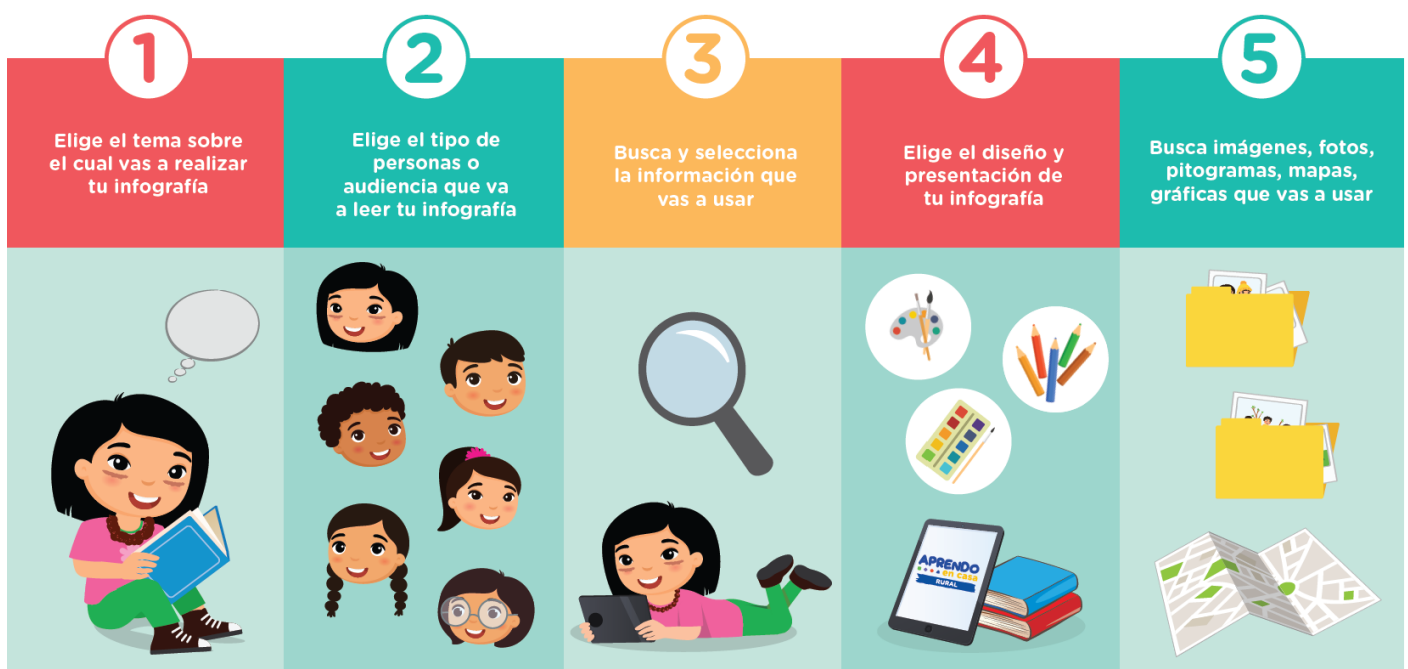 1
Elige el tema sobre
el cual vas a realizar
tu infografía
2
Elige el tipo de
personas o
audiencia que va
a leer tu infografía
3
Busca y selecciona
la información que
vas a usar
4
Elige el diseño y
presentación de
tu infografía
APRENDO
en casa
RURAL
5
Busca imágenes, fotos,
pitogramas, mapas,
gráficas que vas a usar